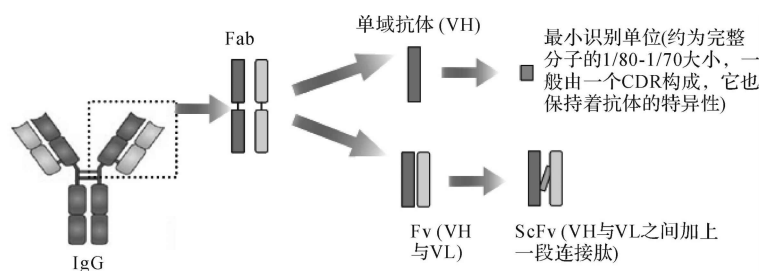 Fab
单域抗体 (VH)
最小识别单位(约为完整
分子的1/80-1/70大小，一
般由一个CDR构成，它也
保持着抗体的特异性)
IgG
Fv (VH
与VL)
ScFv (VH与VL之间加上
一段连接肽)